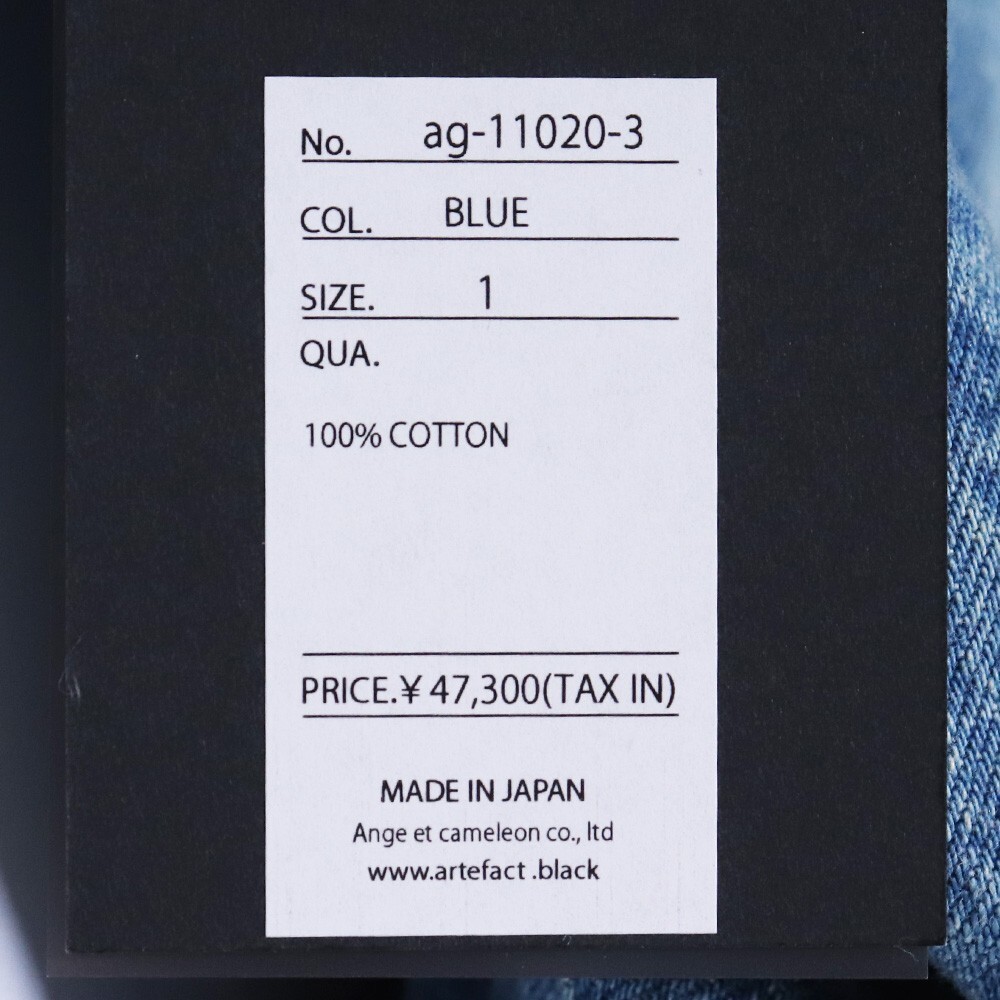 No. ag-11020-3
COL. BLUE
SIZE. 1
QUA.
100% COTTON
PRICE.¥ 47,300(TAX IN)
MADE IN JAPAN
Ange et cameleon co., ltd
www.artefact .black